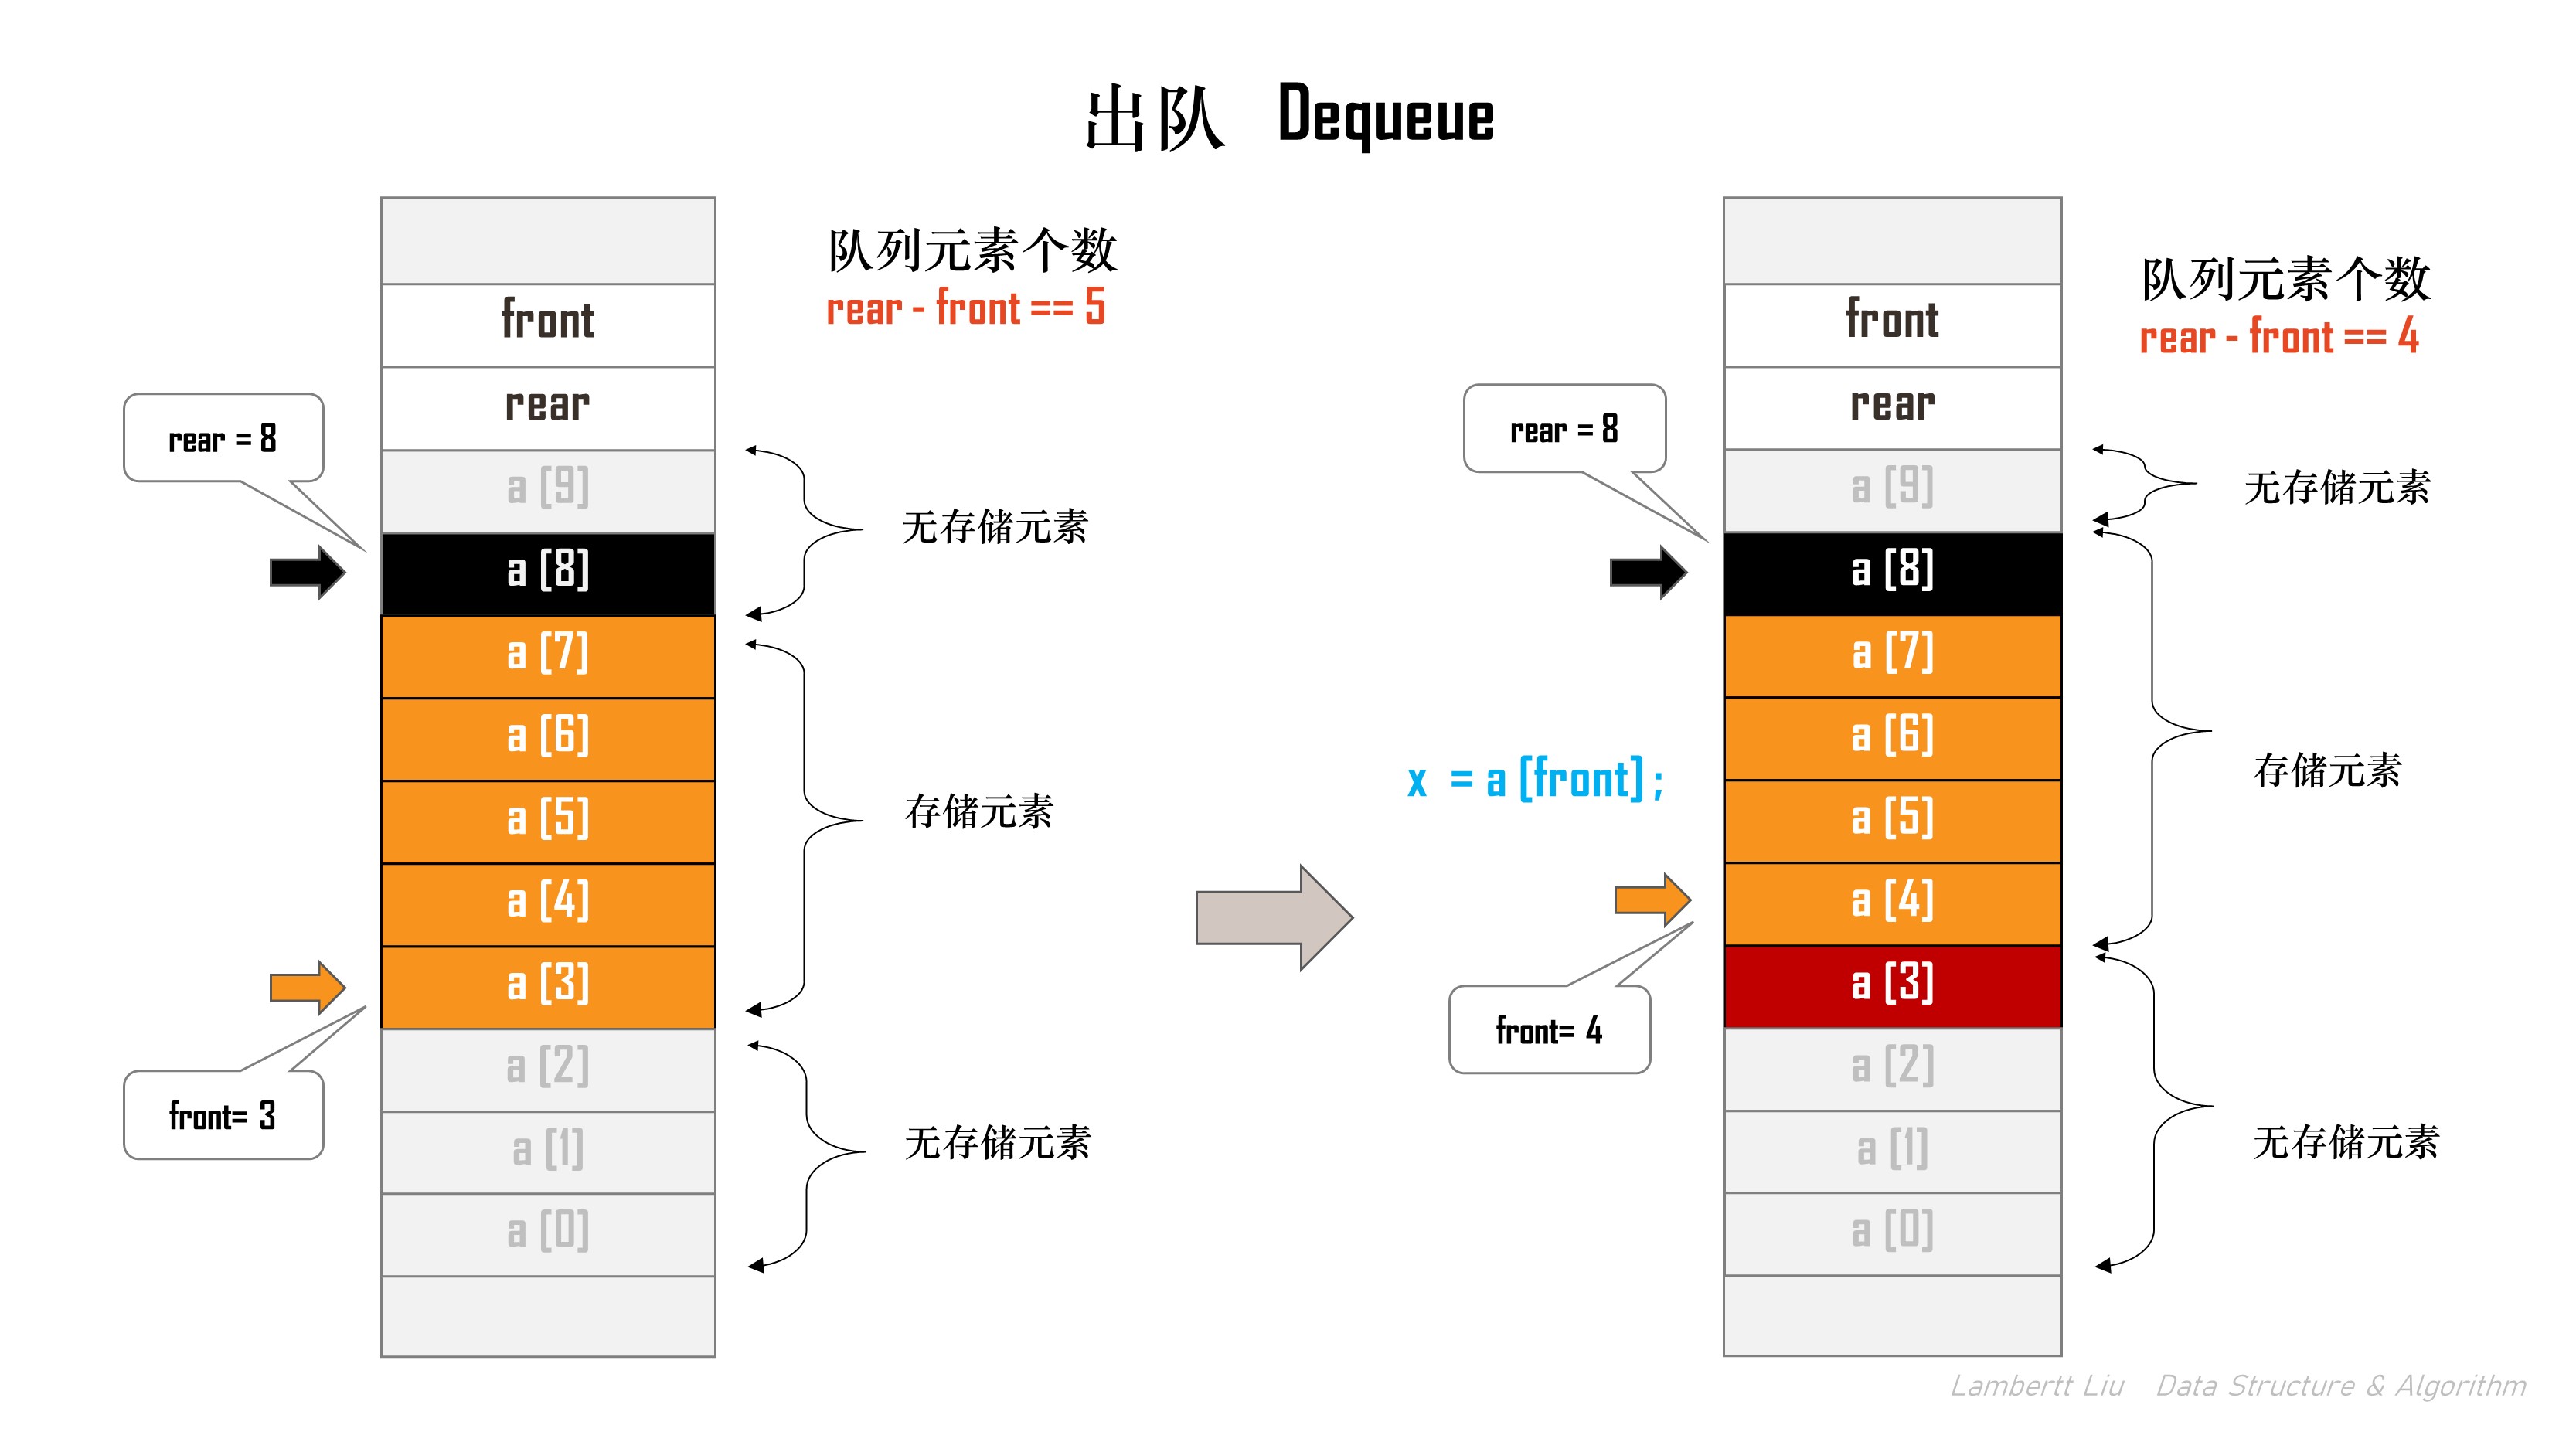 出队 Dequeue
队列元素个数
rear - front == 5
front
rear
rear = 8
a [9]
a [8]
a [7]
a [6]
a [5]
a [4]
a [3]
a [2]
a [1]
a [0]
front= 3
无存储元素
存储元素
无存储元素
x = a [front] ;
队列元素个数
rear - front == 4
front
rear
rear = 8
a [9]
a [8]
a [7]
a [6]
a [5]
a [4]
a [3]
a [2]
a [1]
a [0]
front= 4
无存储元素
存储元素
无存储元素
Lambertt Liu Data Structure & Algorithm